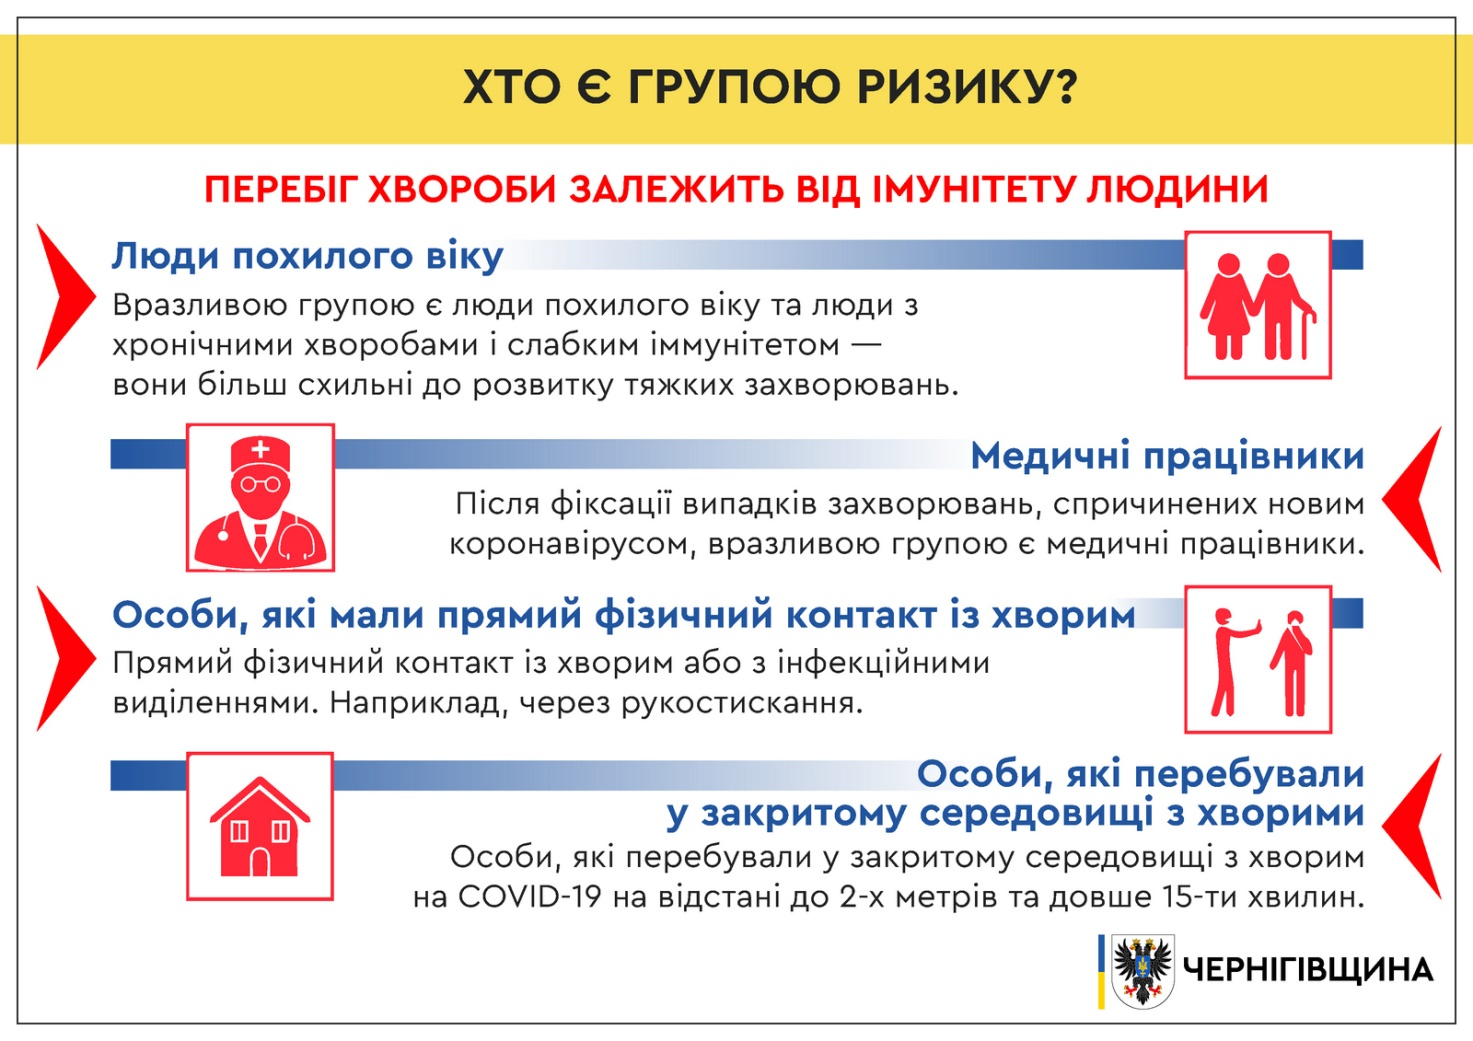 ХТО Є ГРУПОЮ РИЗИКУ?
ПЕРЕБІГ ХВОРОБИ ЗАЛЕЖИТЬ ВІД ІМУНІТЕТУ ЛЮДИНИ
Люди похилого віку
Вразливою групою є люди похилого віку та люди з
хронічними хворобами і слабким іммунітетом —
вони більш схильні до розвитку тяжких захворювань.
Медичні працівники
Після фіксації випадків захворювань, спричинених новим
коронавірусом, вразливою групою є медичні працівники.
Особи, які мали прямий фізичний контакт із хворим
Прямий фізичний контакт із хворим або з інфекційними
виділеннями. Наприклад, через рукостискання.
Особи, які перебували
у закритому середовищі з хворими
Особи, які перебували у закритому середовищі з хворим
на COVID-19 на відстані до 2-х метрів та довше 15-ти хвилин.
ЧЕРНІГІВЩИНА